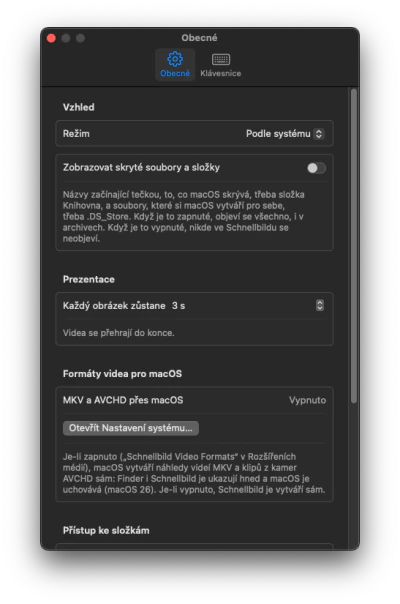 Obecné
Obecné
Klávesnice
Vzhled
Režim
Podle systému
Zobrazovat skryté soubory a složky
Názvy začínající tečkou, to, co macOS skrývá, třeba složka
Knihovna, a soubory, které si macOS vytváří pro sebe,
třeba .DS_Store. Když je to zapnuté, objeví se všechno, i v
archivech. Když je to vypnuté, nikde ve Schnellbildu se
neobjeví.
Prezentace
Každý obrázek zůstane 3 s
Videa se přehrají do konce.
Formáty videa pro macOS
MKV a AVCHD přes macOS
Vypnuto
Otevřít Nastavení systému...
Je-li zapnuto („Schnellbild Video Formats“ v Rozšířeních
médií), macOS vytváří náhledy videí MKV a klipů z kamer
AVCHD sám: Finder i Schnellbild je ukazují hned a macOS je
uchovává (macOS 26). Je-li vypnuto, Schnellbild je vytváří sám.
Přístup ke složkám